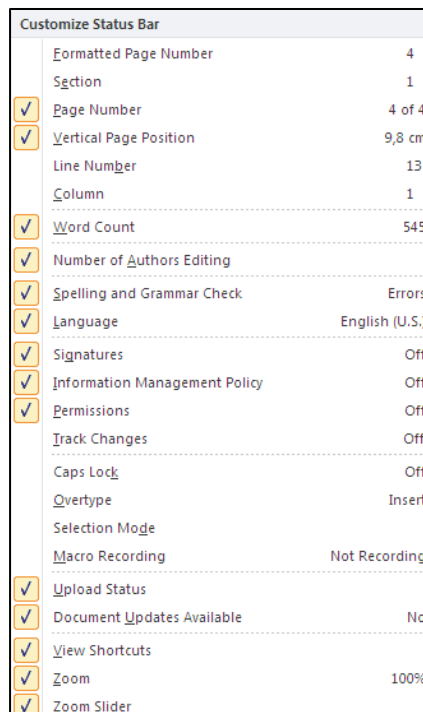 Customize Status Bar
Formatted Page Number 4
Section 1
Page Number 4 of 4
Vertical Page Position 9,8 cm
Line Number 13
Column 1
Word Count 545
Number of Authors Editing
Spelling and Grammar Check Errors
Language English (U.S.)
Signatures Off
Information Management Policy Off
Permissions Off
Track Changes Off
Caps Lock Off
Overtype Insert
Selection Mode
Macro Recording Not Recording
Upload Status
Document Updates Available No
View Shortcuts
Zoom 100%
Zoom Slider